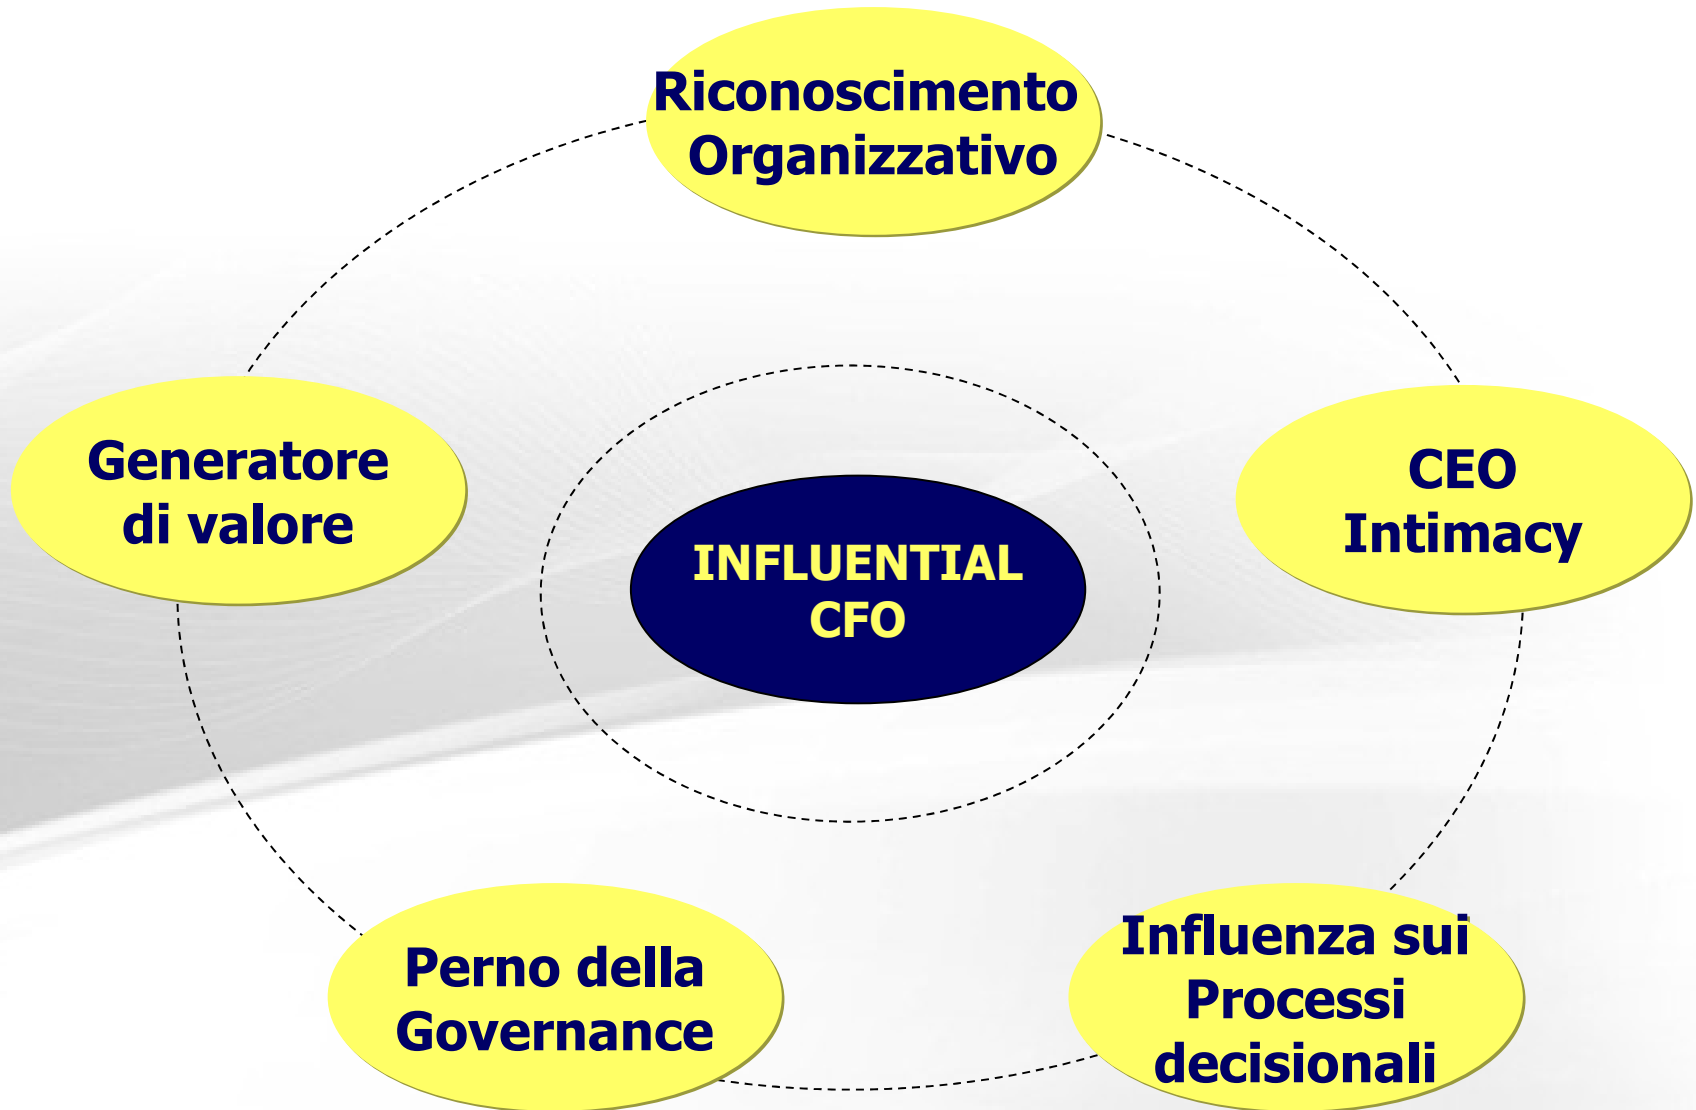 Riconoscimento
Organizzativo
Generatore
di valore
CEO
Intimacy
INFLUENTIAL
CFO
Perno della
Governance
Influenza sui
Processi
decisionali